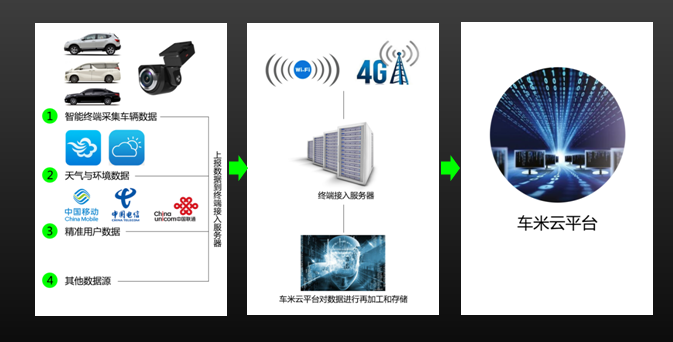 1 智能终端采集车辆数据
2 天气与环境数据
中国移动
China Mobile
中国电信
CHINA TELECOM
China
unicom中国联通
3 精准用户数据
4 其他数据源
上报数据到终端接入服务器
Wi-Fi
4G
终端接入服务器
车米云平台对数据进行再加工和存储
车米云平台